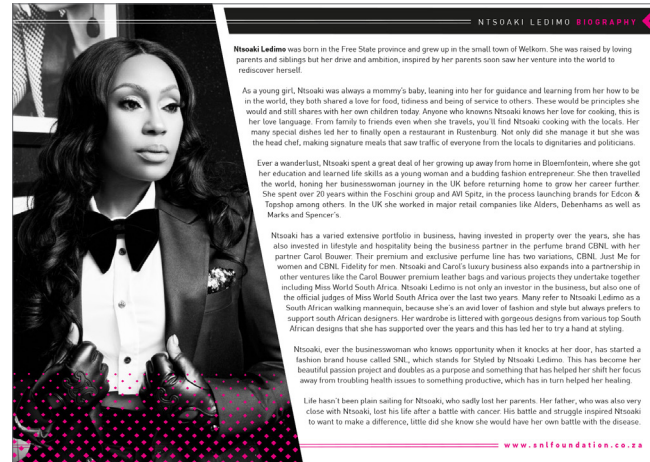 NTSOAKI LEDIMO BIOGRAPHY
Ntsoaki Ledimo was born in the Free State province and grew up in the small town of Welkom. She was raised by loving
parents and siblings but her drive and ambition, inspired by her parents soon saw her venture into the world to
rediscover herself.
As a young girl, Ntsoaki was always a mommy's baby, leaning into her for guidance and learning from her how to be
in the world, they both shared a love for food, tidiness and being of service to others. These would be principles she
would and still shares with her own children today. Anyone who knowns Ntsoaki knows her love for cooking, this is
her love language. From family to friends even when she travels, you'll find Ntsoaki cooking with the locals. Her
many special dishes led her to finally open a restaurant in Rustenburg. Not only did she manage it but she was
the head chef, making signature meals that saw traffic of everyone from the locals to dignitaries and politicians.
Ever a wanderlust, Ntsoaki spent a great deal of her growing up away from home in Bloemfontein, where she got
her education and learned life skills as a young woman and a budding fashion entrepreneur. She then travelled
the world, honing her businesswoman journey in the UK before returning home to grow her career further.
She spent over 20 years within the Foschini group and AVI Spitz, in the process launching brands for Edcon &
Topshop among others. In the UK she worked in major retail companies like Alders, Debenhams as well as
Marks and Spencer's.
Ntsoaki has a varied extensive portfolio in business, having invested in property over the years, she has
also invested in lifestyle and hospitality being the business partner in the perfume brand CBNL with her
partner Carol Bouwer. Their premium and exclusive perfume line has two variations, CBNL Just Me for
women and CBNL Fidelity for men. Ntsoaki and Carol's luxury business also expands into a partnership in
other ventures like the Carol Bouwer premium leather bags and various projects they undertake together
including Miss World South Africa. Ntsoaki Ledimo is not only an investor in the business, but also one of
the official judges of Miss World South Africa over the last two years. Many refer to Ntsoaki Ledimo as a
South African walking mannequin, because she's an avid lover of fashion and style but always prefers to
support south African designers. Her wardrobe is littered with gorgeous designs from various top South
African designs that she has supported over the years and this has led her to try a hand at styling.
Ntsoaki, ever the businesswoman who knows opportunity when it knocks at her door, has started a
fashion brand house called SNL, which stands for Styled by Ntsoaki Ledimo. This has become her
beautiful passion project and doubles as a purpose and something that has helped her shift her focus
away from troubling health issues to something productive, which has in turn helped her healing.
Life hasn't been plain sailing for Ntsoaki, who sadly lost her parents. Her father, who was also very
close with Ntsoaki, lost his life after a battle with cancer. His battle and struggle inspired Ntsoaki
to want to make a difference, little did she know she would have her own battle with the disease.
www.snlfoundation.co.za